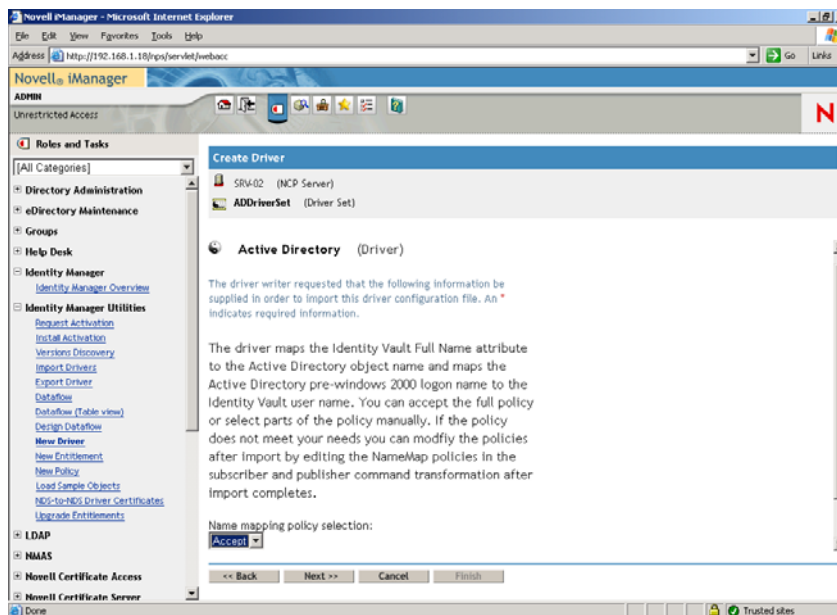 Novell iManager - Microsoft Internet Explorer
File Edit View Favorites Tools Help
Address http://192.168.1.18/nps/servlet/webacc Go Links
Novell® iManager
ADMIN
Unrestricted Access
N
Roles and Tasks
[All Categories]
Directory Administration
eDirectory Maintenance
Groups
Help Desk
Identity Manager
Identity Manager Overview
Identity Manager Utilities
Request Activation
Install Activation
Versions Discovery
Import Drivers
Export Driver
Dataflow
Dataflow (Table view)
Design Dataflow
New Driver
New Entitlement
New Policy
Load Sample Objects
NDS-to-NDS Driver Certificates
Upgrade Entitlements
LDAP
NMAS
Novell Certificate Access
Novell Certificate Server
Create Driver
SRV-02 (NCP Server)
ADDriverSet (Driver Set)
Active Directory (Driver)
The driver writer requested that the following information be
supplied in order to import this driver configuration file. An *
indicates required information.
The driver maps the Identity Vault Full Name attribute
to the Active Directory object name and maps the
Active Directory pre-windows 2000 logon name to the
Identity Vault user name. You can accept the full policy
or select parts of the policy manually. If the policy
does not meet your needs you can modfiy the policies
after import by editing the NameMap policies in the
subscriber and publisher command transformation after
import completes.
Name mapping policy selection:
Accept
<< Back Next >> Cancel Finish
Done Trusted sites